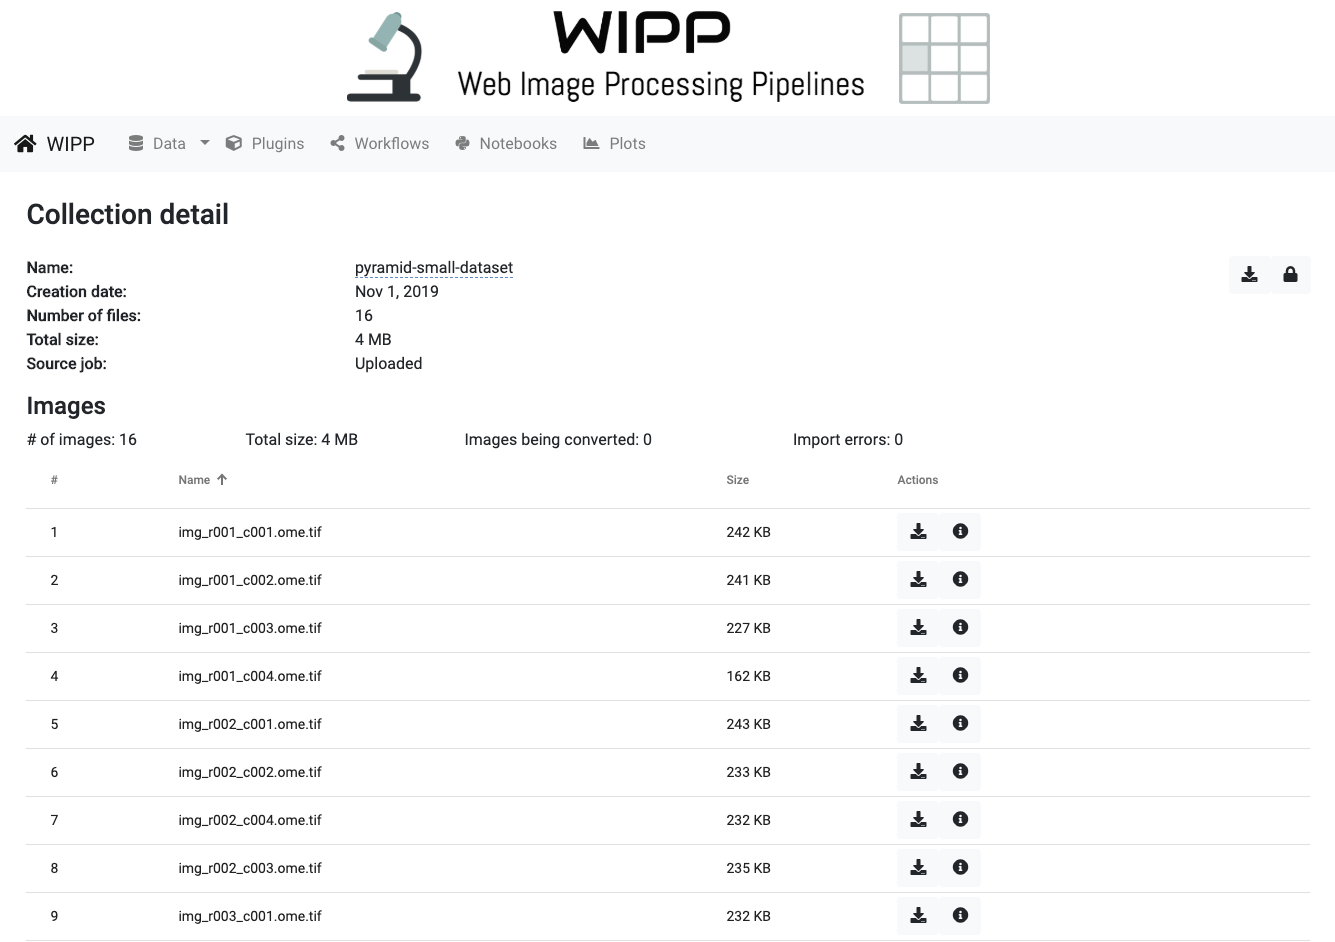 WIPP
Web Image Processing Pipelines
WIPP Data Plugins Workflows Notebooks Plots
Collection detail
Name: pyramid-small-dataset
Creation date: Nov 1, 2019
Number of files: 16
Total size: 4 MB
Source job: Uploaded
Images
# of images: 16 Total size: 4 MB Images being converted: 0 Import errors: 0
# Name Size Actions
1 img_r001_c001.ome.tif 242 KB
2 img_r001_c002.ome.tif 241 KB
3 img_r001_c003.ome.tif 227 KB
4 img_r001_c004.ome.tif 162 KB
5 img_r002_c001.ome.tif 243 KB
6 img_r002_c002.ome.tif 233 KB
7 img_r002_c004.ome.tif 232 KB
8 img_r002_c003.ome.tif 235 KB
9 img_r003_c001.ome.tif 232 KB